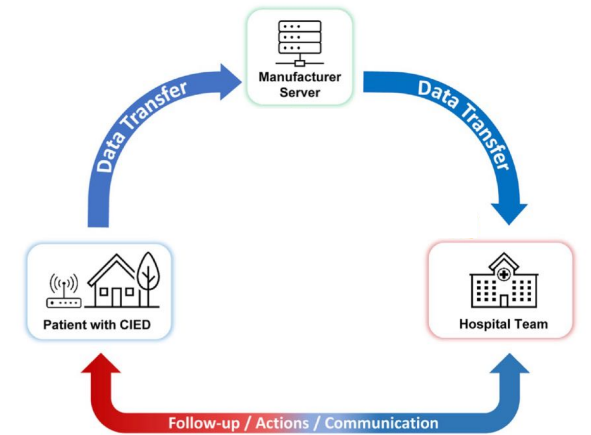 Manufacturer
Server
Data Transfer
Data Transfer
Patient with CIED
Hospital Team
Follow-up / Actions / Communication